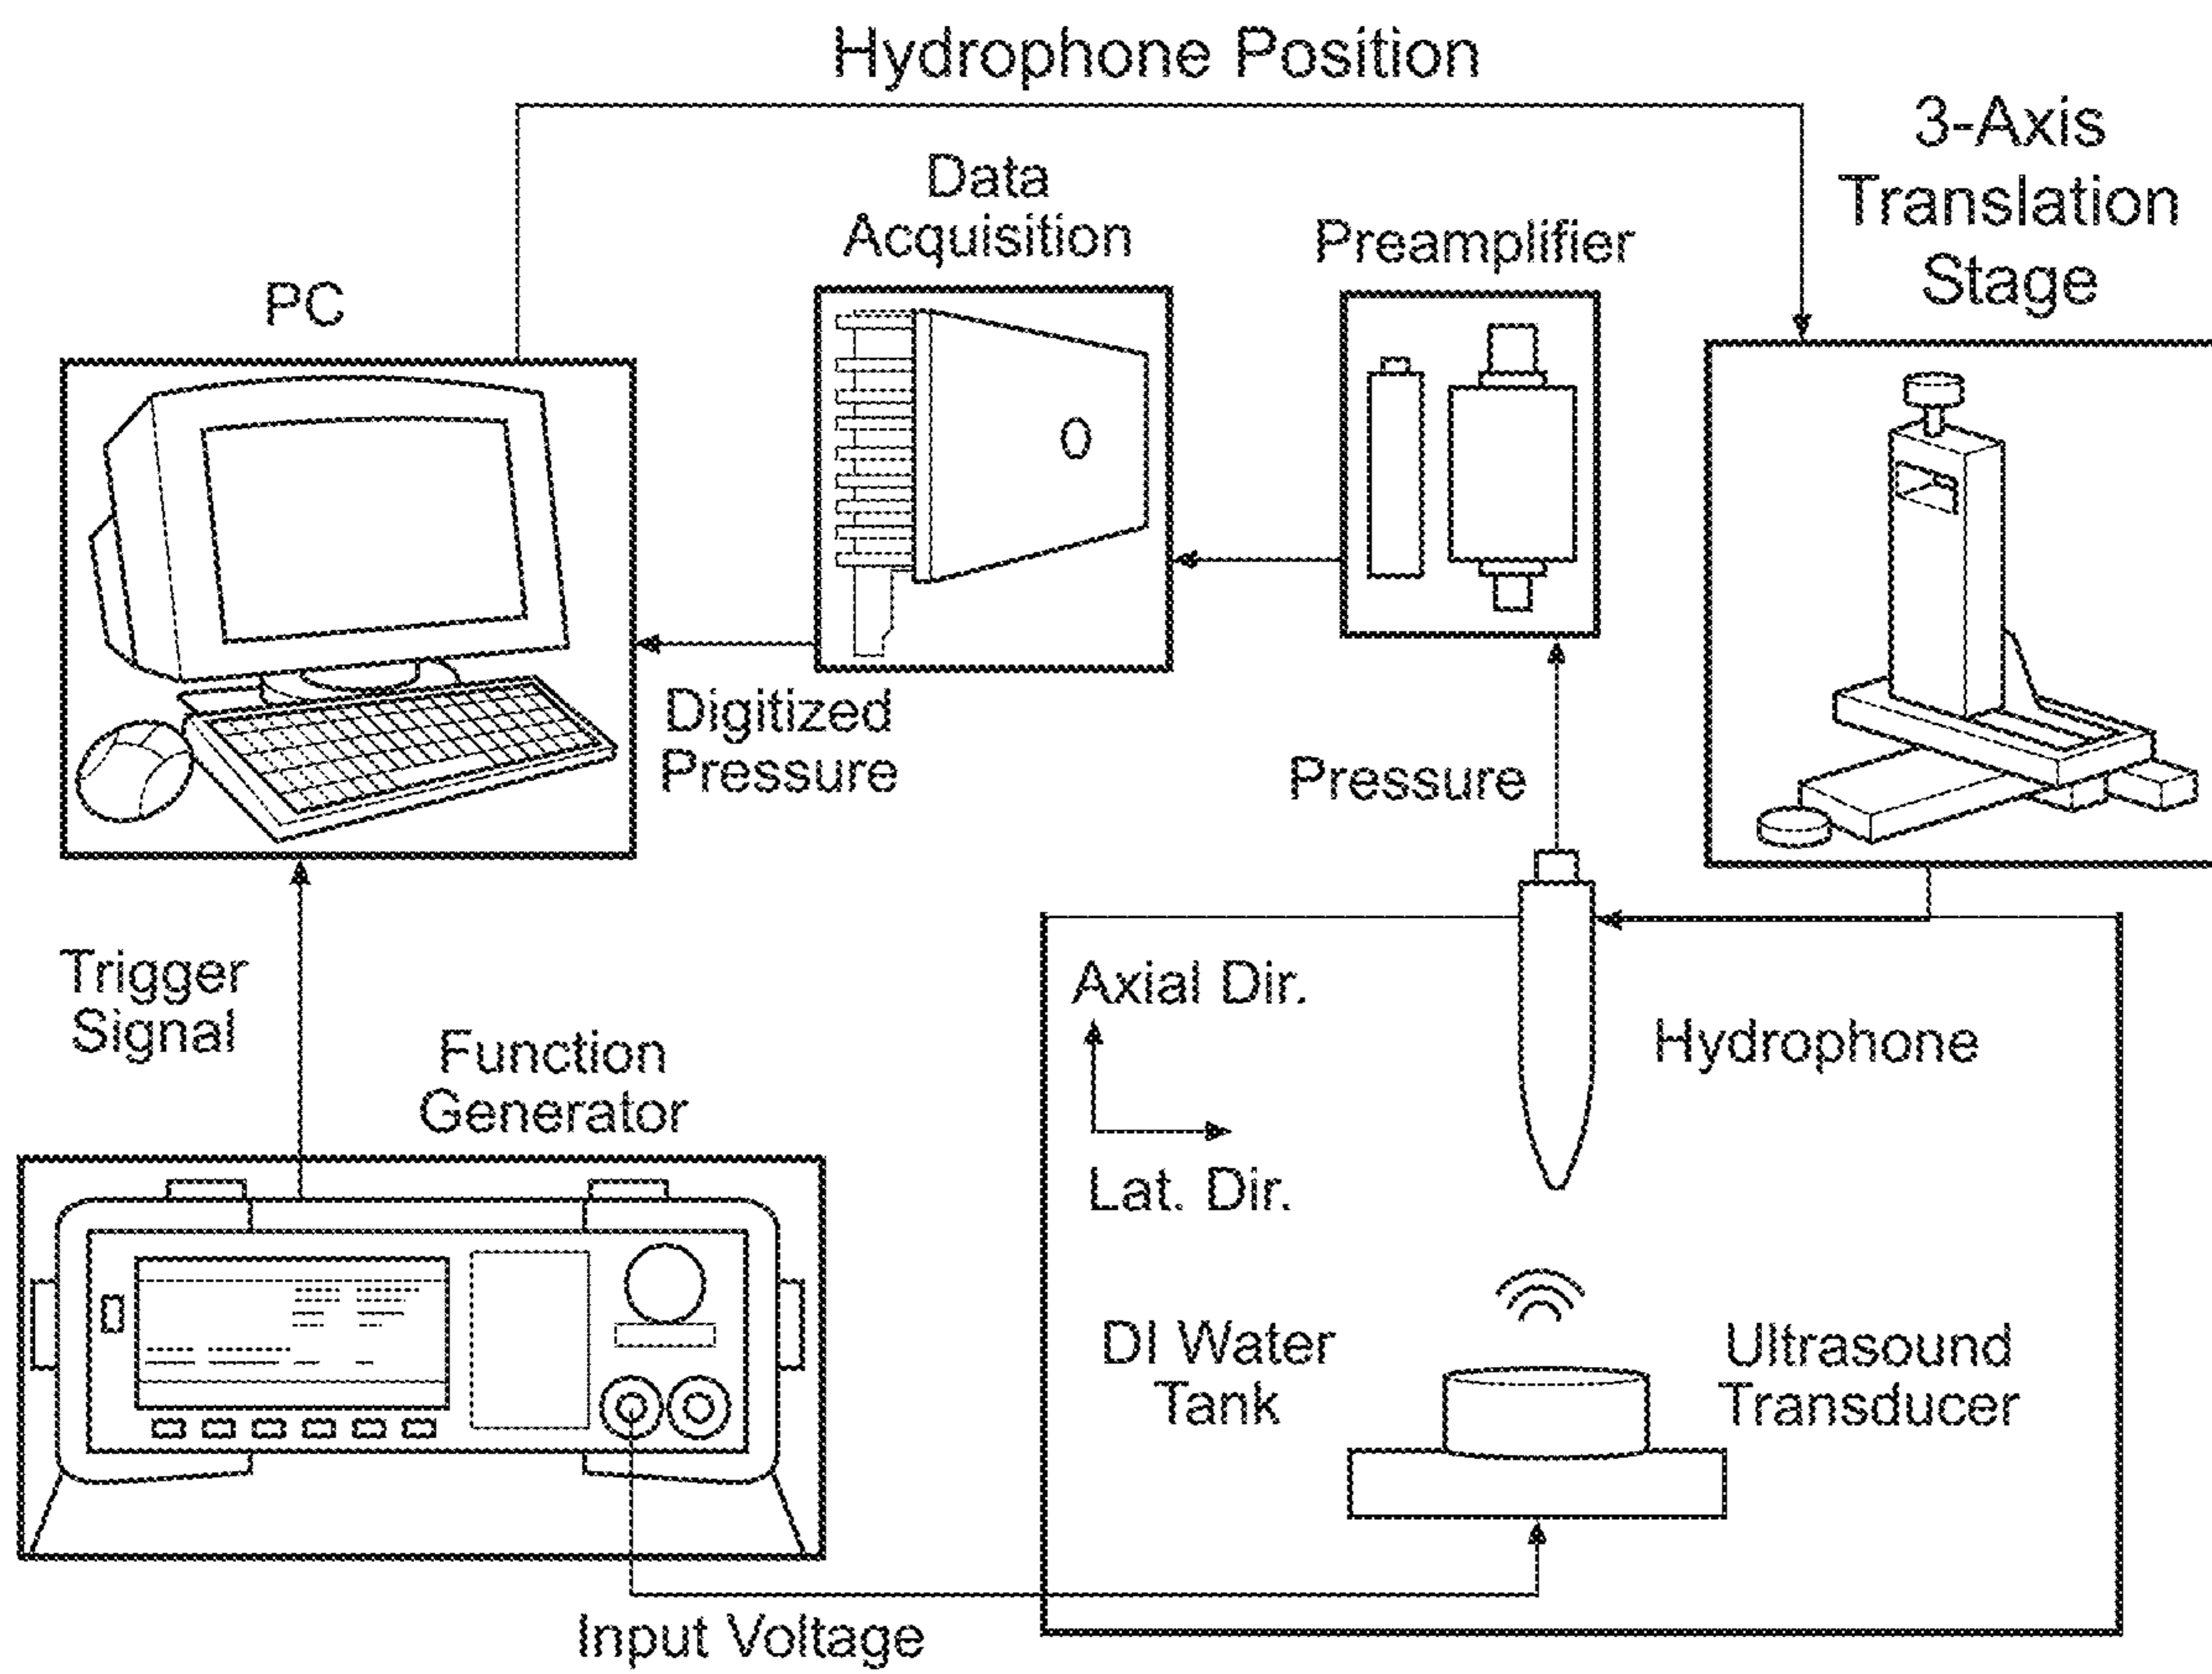 Hydrophone Position
3-Axis
Translation
Stage
Data
Acquisition
Preamplifier
PC
Digitized
Pressure
Pressure
Trigger
Signal
Function
Generator
Axial Dir.
Lat. Dir.
Hydrophone
DI Water
Tank
Ultrasound
Transducer
Input Voltage